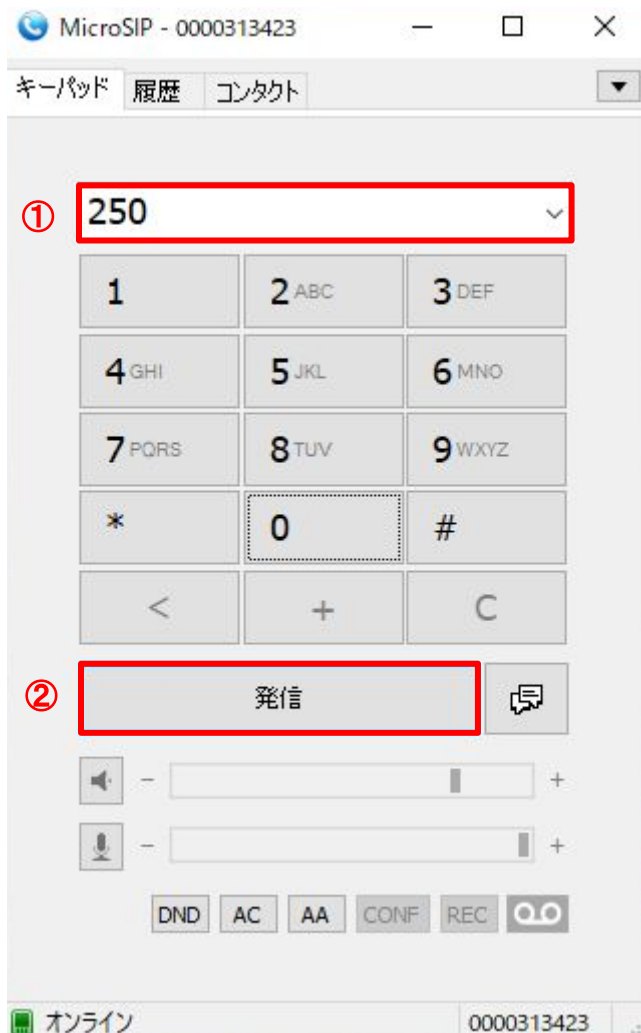 MicroSIP - 0000313423
キーパッド 履歴 コンタクト
① 250
1 2 ABC 3 DEF
4 GHI 5 JKL 6 MNO
7 PQRS 8 TUV 9 WXYZ
* 0 #
< + C
② 発信
- +
- +
DND AC AA CONF REC
オンライン 0000313423